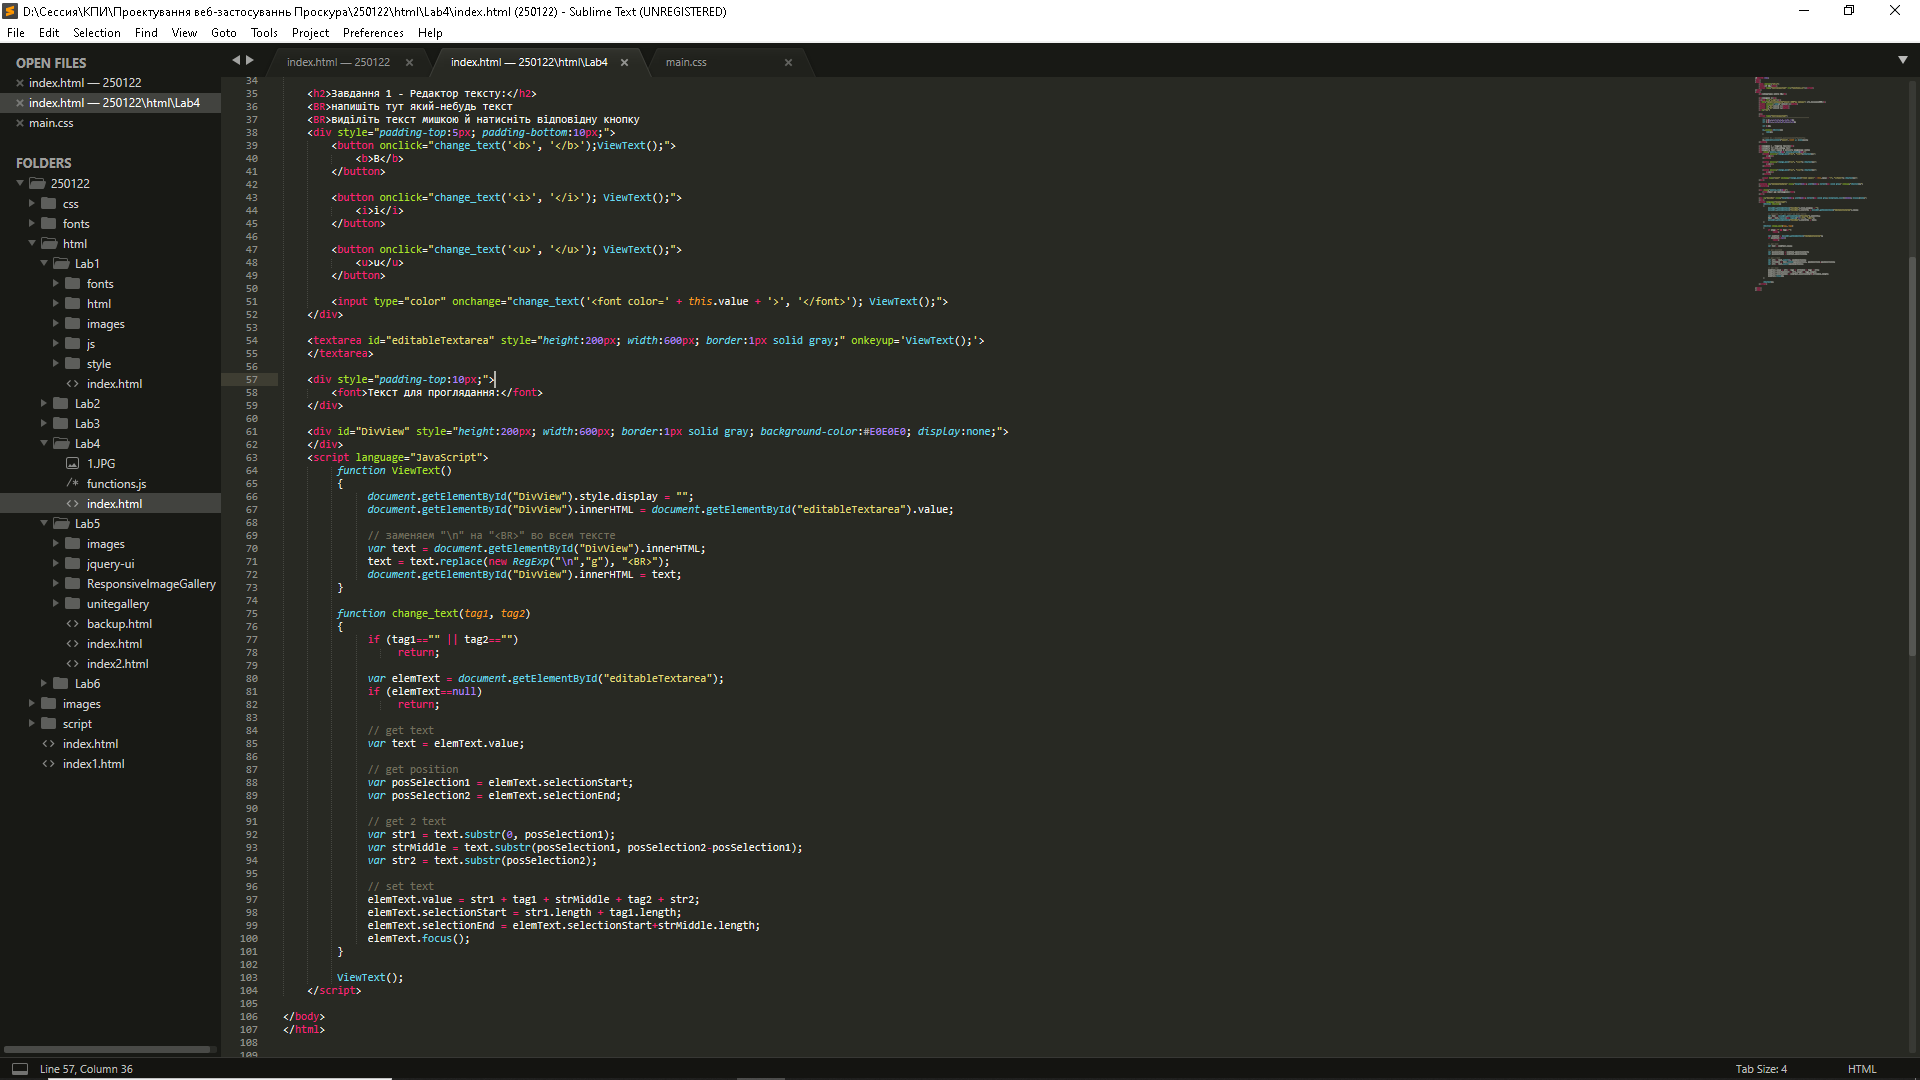 D:\Сессия\КПИ\Проектування веб-застосуваннь Проскура\250122\html\Lab4\index.html (250122) - Sublime Text (UNREGISTERED)
File Edit Selection Find View Goto Tools Project Preferences Help
OPEN FILES
index.html — 250122
index.html — 250122\html\Lab4
main.css
FOLDERS
250122
css
fonts
html
Lab1
fonts
html
images
js
style
index.html
Lab2
Lab3
Lab4
1.JPG
/* functions.js
<> index.html
Lab5
images
jquery-ui
ResponsiveImageGallery
unitegallery
<> backup.html
<> index.html
<> index2.html
Lab6
images
script
<> index.html
<> index1.html
index.html — 250122 index.html — 250122\html\Lab4 main.css
34
35 <h2>Завдання 1 - Редактор тексту:</h2>
36 <BR>напишіть тут який-небудь текст
37 <BR>виділіть текст мишкою й натисніть відповідну кнопку
38 <div style="padding-top:5px; padding-bottom:10px;">
39 <button onclick="change_text('<b>', '</b>');ViewText();">
40 <b>B</b>
41 </button>
42
43 <button onclick="change_text('<i>', '</i>'); ViewText();">
44 <i>i</i>
45 </button>
46
47 <button onclick="change_text('<u>', '</u>'); ViewText();">
48 <u>u</u>
49 </button>
50
51 <input type="color" onchange="change_text('<font color=' + this.value + '>', '</font>'); ViewText();">
52 </div>
53
54 <textarea id="editableTextarea" style="height:200px; width:600px; border:1px solid gray;" onkeyup='ViewText();'>
55 </textarea>
56
57 <div style="padding-top:10px;">
58 <font>Текст для проглядання:</font>
59 </div>
60
61 <div id="DivView" style="height:200px; width:600px; border:1px solid gray; background-color:#E0E0E0; display:none;">
62 </div>
63 <script language="JavaScript">
64 function ViewText()
65 {
66 document.getElementById("DivView").style.display = "";
67 document.getElementById("DivView").innerHTML = document.getElementById("editableTextarea").value;
68
69 // заменяем "\n" на "<BR>" во всем тексте
70 var text = document.getElementById("DivView").innerHTML;
71 text = text.replace(new RegExp("\n","g"), "<BR>");
72 document.getElementById("DivView").innerHTML = text;
73 }
74
75 function change_text(tag1, tag2)
76 {
77 if (tag1=="" || tag2=="")
78 return;
79
80 var elemText = document.getElementById("editableTextarea");
81 if (elemText==null)
82 return;
83
84 // get text
85 var text = elemText.value;
86
87 // get position
88 var posSelection1 = elemText.selectionStart;
89 var posSelection2 = elemText.selectionEnd;
90
91 // get 2 text
92 var str1 = text.substr(0, posSelection1);
93 var strMiddle = text.substr(posSelection1, posSelection2-posSelection1);
94 var str2 = text.substr(posSelection2);
95
96 // set text
97 elemText.value = str1 + tag1 + strMiddle + tag2 + str2;
98 elemText.selectionStart = str1.length + tag1.length;
99 elemText.selectionEnd = elemText.selectionStart+strMiddle.length;
100 elemText.focus();
101 }
102
103 ViewText();
104 </script>
105
106 </body>
107 </html>
108
109
Line 57, Column 36 Tab Size: 4 HTML